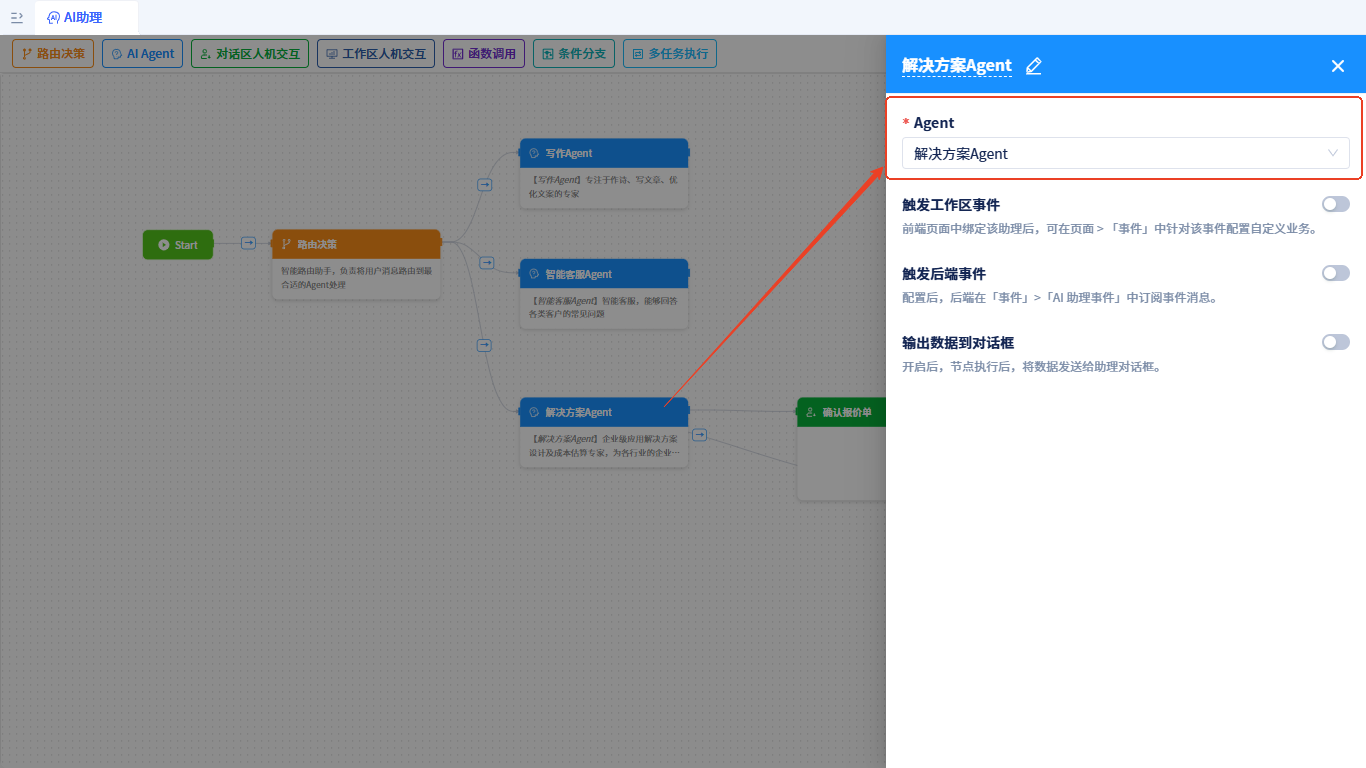 AI助理
路由决策
AI Agent
对话区人机交互
工作区人机交互
函数调用
条件分支
多任务执行
Start
路由决策
智能路由助手，负责将用户消息路由到最
合适的Agent处理
写作Agent
【写作Agent】专注于作诗、写文章、优
化文案的专家
智能客服Agent
【智能客服Agent】智能客服，能够回答
各类客户的常见问题
解决方案Agent
【解决方案Agent】企业级应用解决方案
设计及成本估算专家，为各行业的企业…
确认报价单
解决方案Agent
* Agent
解决方案Agent
触发工作区事件
前端页面中绑定该助理后，可在页面 > 「事件」中针对该事件配置自定义业务。
触发后端事件
配置后，后端在「事件」>「AI 助理事件」中订阅事件消息。
输出数据到对话框
开启后，节点执行后，将数据发送给助理对话框。